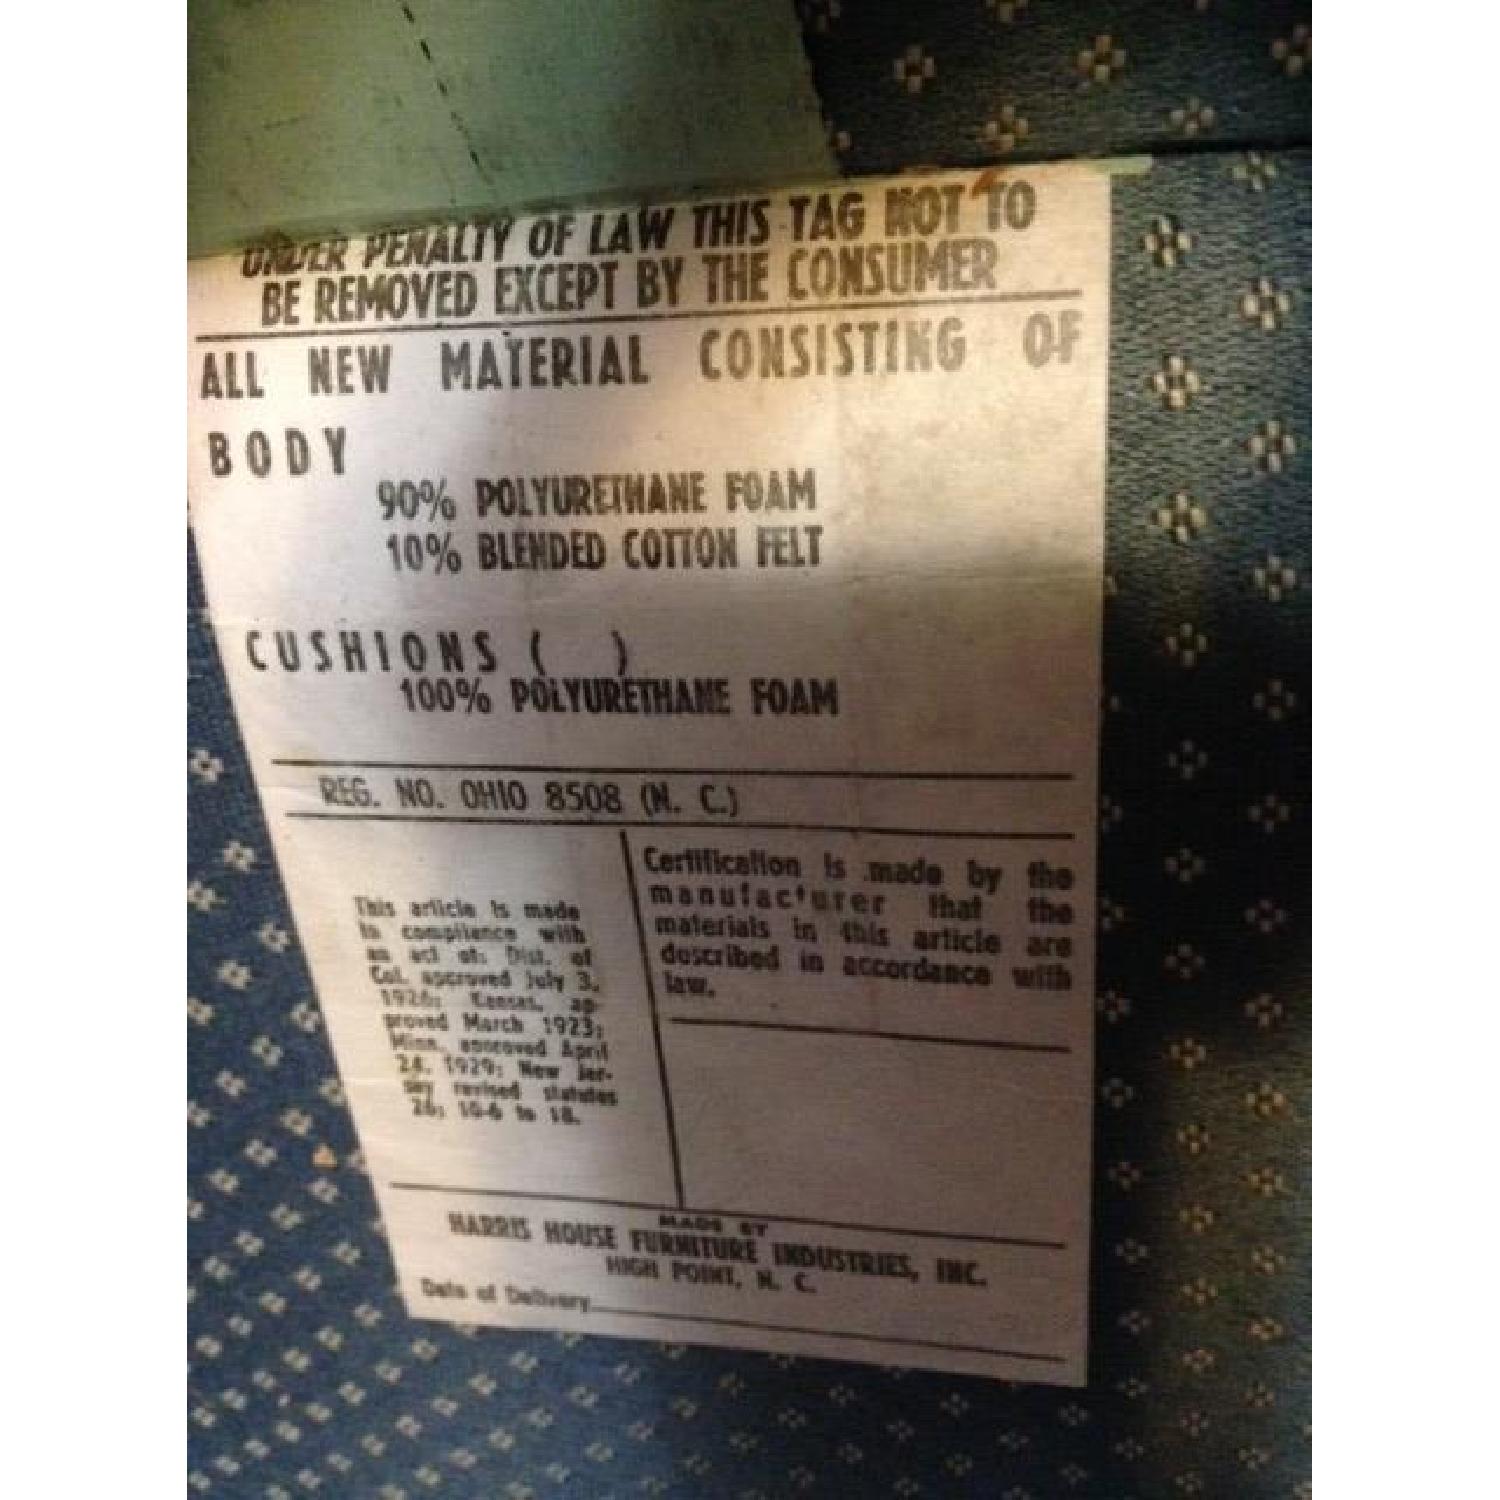 UNDER PENALTY OF LAW THIS TAG NOT TO
BE REMOVED EXCEPT BY THE CONSUMER
ALL NEW MATERIAL CONSISTING OF
BODY
90% POLYURETHANE FOAM
10% BLENDED COTTON FELT
CUSHIONS ( )
100% POLYURETHANE FOAM
REG. NO. OHIO 8508 (N. C.)
This article is made
in compliance with
an act of: Dist. of
Col. approved July 3,
1926; Kansas, ap-
proved March 1923;
Minn. approved April
24, 1929; New Jer-
sey revised statutes
26; 10-6 to 18.
Certification is made by the
manufacturer that the
materials in this article are
described in accordance with
law.
MADE BY
HARRIS HOUSE FURNITURE INDUSTRIES, INC.
HIGH POINT, N. C.
Date of Delivery